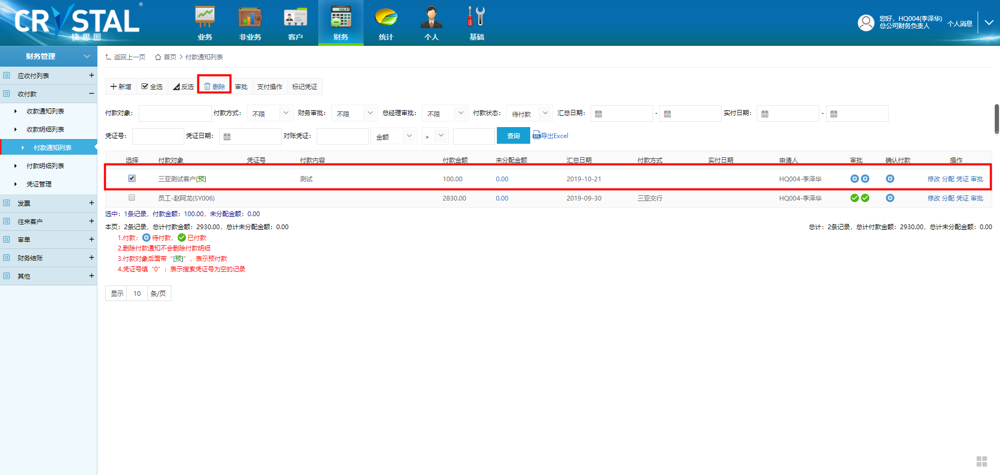 CRYSTAL ®
快思图
业务 非业务 客户 财务 统计 个人 基础
您好，HQ004(李泽华)
总公司财务负责人
个人消息
财务管理
应收付列表 +
收付款 −
收款通知列表
收款明细列表
付款通知列表
付款明细列表
凭证管理
发票 +
往来客户 +
审单 +
财务结账 +
其他 +
返回上一页 首页 > 付款通知列表
新增 全选 反选 删除 审批 支付操作 标记凭证
付款对象： 付款方式： 不限 财务审批： 不限 总经理审批： 不限 付款状态： 待付款 汇总日期： - 实付日期： -
凭证号： 凭证日期： 对账凭证： 金额 > 查询 导出Excel
选择 付款对象 凭证号 付款内容 付款金额 未分配金额 汇总日期 付款方式 实付日期 申请人 审批 确认付款 操作
三亚测试客户[预] 测试 100.00 0.00 2019-10-21 HQ004-李泽华 修改 分配 凭证 审批
员工-赵阿龙(SY006) 2830.00 0.00 2019-09-30 三亚交行 HQ004-李泽华 修改 分配 凭证 审批
选中：1条记录，付款金额：100.00，未分配金额：0.00
本页：2条记录，总计付款金额：2930.00，总计未分配金额：0.00
总计：2条记录，总计付款金额：2930.00，总计未分配金额：0.00
1.付款： 待付款， 已付款
2.删除付款通知不会删除付款明细
3.付款对象后面带“[预]”，表示预付款
4.凭证号填“0”：表示搜索凭证号为空的记录
显示 10 条/页